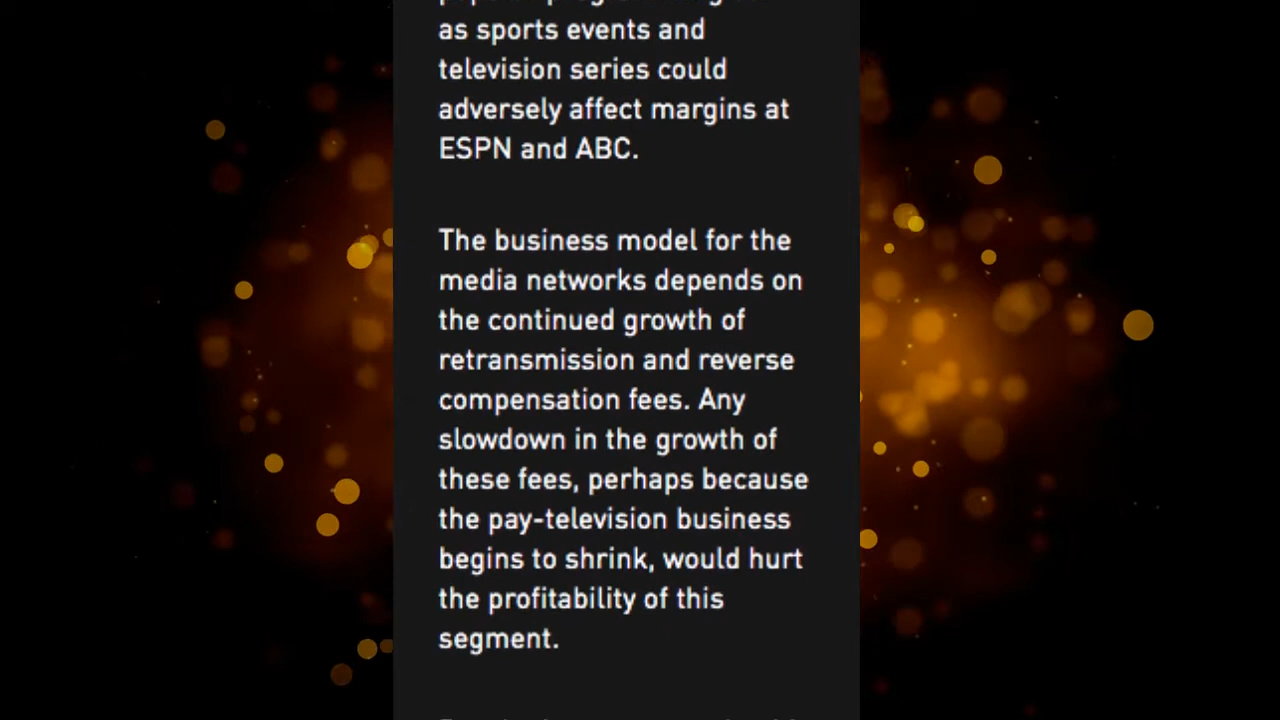 as sports events and
television series could
adversely affect margins at
ESPN and ABC.
The business model for the
media networks depends on
the continued growth of
retransmission and reverse
compensation fees. Any
slowdown in the growth of
these fees, perhaps because
the pay-television business
begins to shrink, would hurt
the profitability of this
segment.